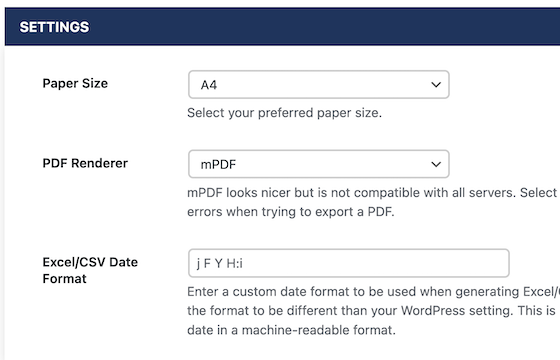 SETTINGS
Paper Size
A4
Select your preferred paper size.
PDF Renderer
mPDF
mPDF looks nicer but is not compatible with all servers. Select
errors when trying to export a PDF.
Excel/CSV Date
Format
j F Y H:i
Enter a custom date format to be used when generating Excel/
the format to be different than your WordPress setting. This is
date in a machine-readable format.